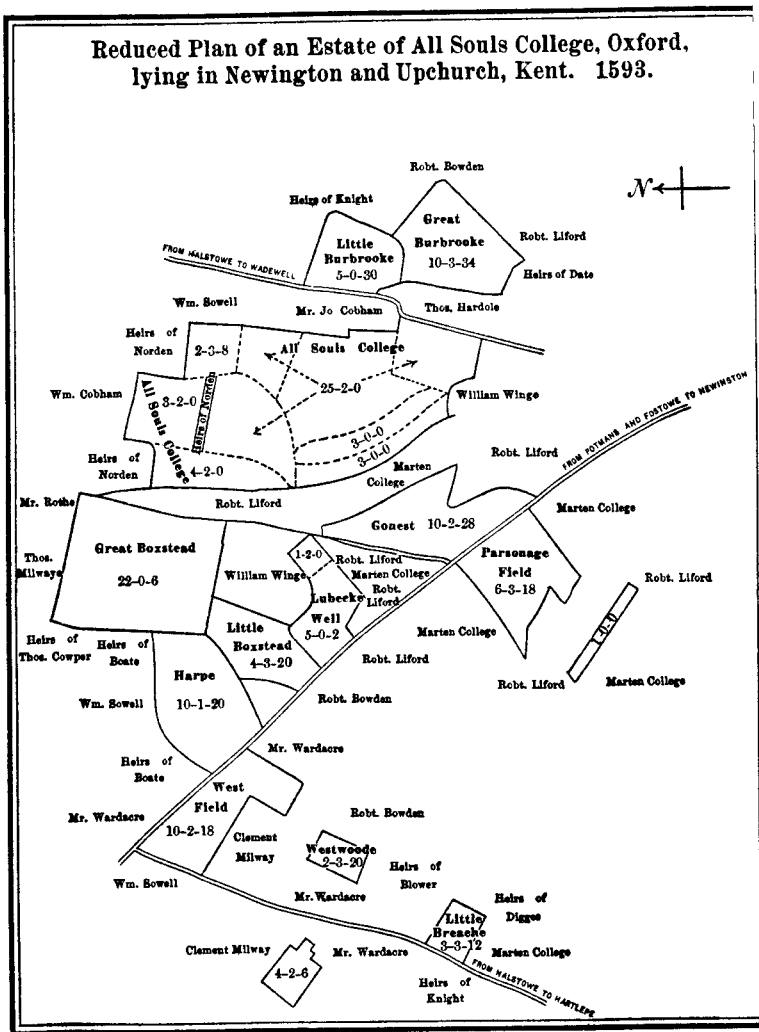 Reduced Plan of an Estate of All Souls College, Oxford,
lying in Newington and Upchurch, Kent. 1593.
Robt. Bowden
N
Heirs of Knight
Great
Burbrooke
10-3-34
Robt. Liford
Little
Burbrooke
5-0-30
FROM HALSTOWE TO WADEWELL
Heirs of Date
Wm. Sowell
Mr. Jo Cobham
Thos. Hardole
Heirs of
Norden
2-3-8
All Souls College
25-2-0
Wm. Cobham
3-2-0
Heirs of Norden
All Souls College
William Winge
3-0-0
3-0-0
FROM POTMANS AND FOSTOWE TO NEWINGTON
Heirs of
Norden
4-2-0
Marten
College
Robt. Liford
Mr. Rothe
Robt. Liford
Marten College
Gonest 10-2-28
Great Boxstead
22-0-6
Thos.
Milwaye
1-2-0
William Winge
Robt. Liford
Marten College
Robt.
Liford
Lubecke
Well
5-0-2
Parsonage
Field
6-3-18
Robt. Liford
1-0-0
Heirs of
Thos. Cowper
Heirs of
Boate
Little
Boxstead
4-3-20
Marten College
Robt. Liford
Robt. Liford
Marten College
Harpe
10-1-20
Wm. Sowell
Robt. Bowden
Mr. Wardacre
Heirs of
Boate
West
Field
10-2-18
Mr. Wardacre
Robt. Bowden
Clement
Milway
Westwoode
2-3-20
Heirs of
Blower
Wm. Sowell
Mr. Wardacre
Heirs of
Digges
Little
Breache
3-3-12
Clement Milway
4-2-6
Mr. Wardacre
Marten College
FROM HALSTOWE TO HARTLEPE
Heirs of
Knight